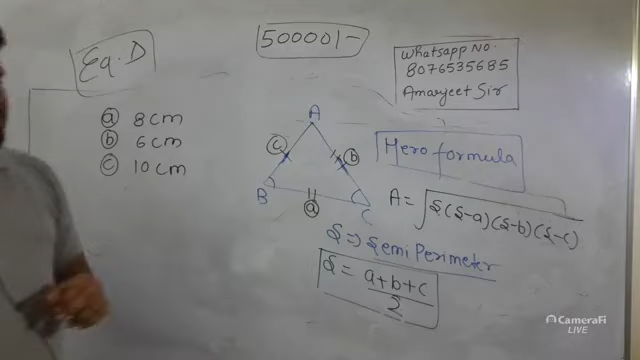 Eq.D
500001-
Whatsapp No.
8076535685
Amarjeet Sir
ⓐ 8cm
ⓑ 6cm
ⓒ 10cm
A
ⓒ
ⓑ
B
ⓐ
C
Hero formula
A = √S(S-a)(S-b)(S-c)
S => Semi Perimeter
S = a+b+c
2
CameraFi
LIVE